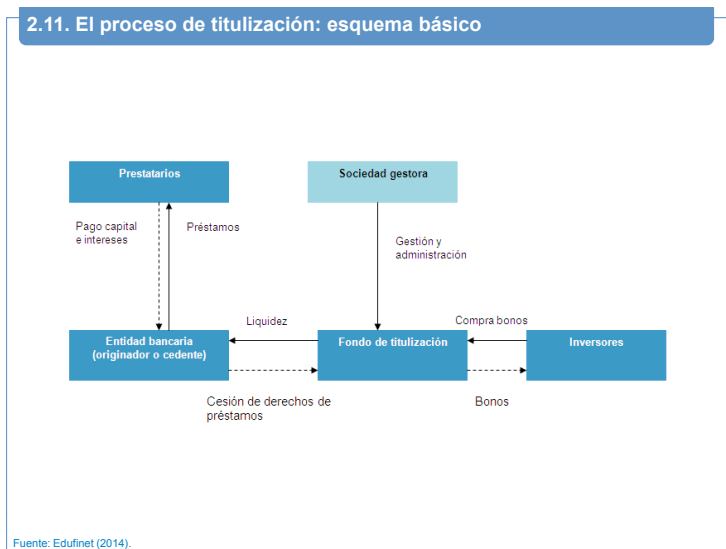 2.11. El proceso de titulización: esquema básico
Prestatarios
Sociedad gestora
Pago capital
e intereses
Préstamos
Gestión y
administración
Liquidez
Compra bonos
Entidad bancaria
(originador o cedente)
Fondo de titulización
Inversores
Cesión de derechos de
préstamos
Bonos
Fuente: Edufinet (2014).